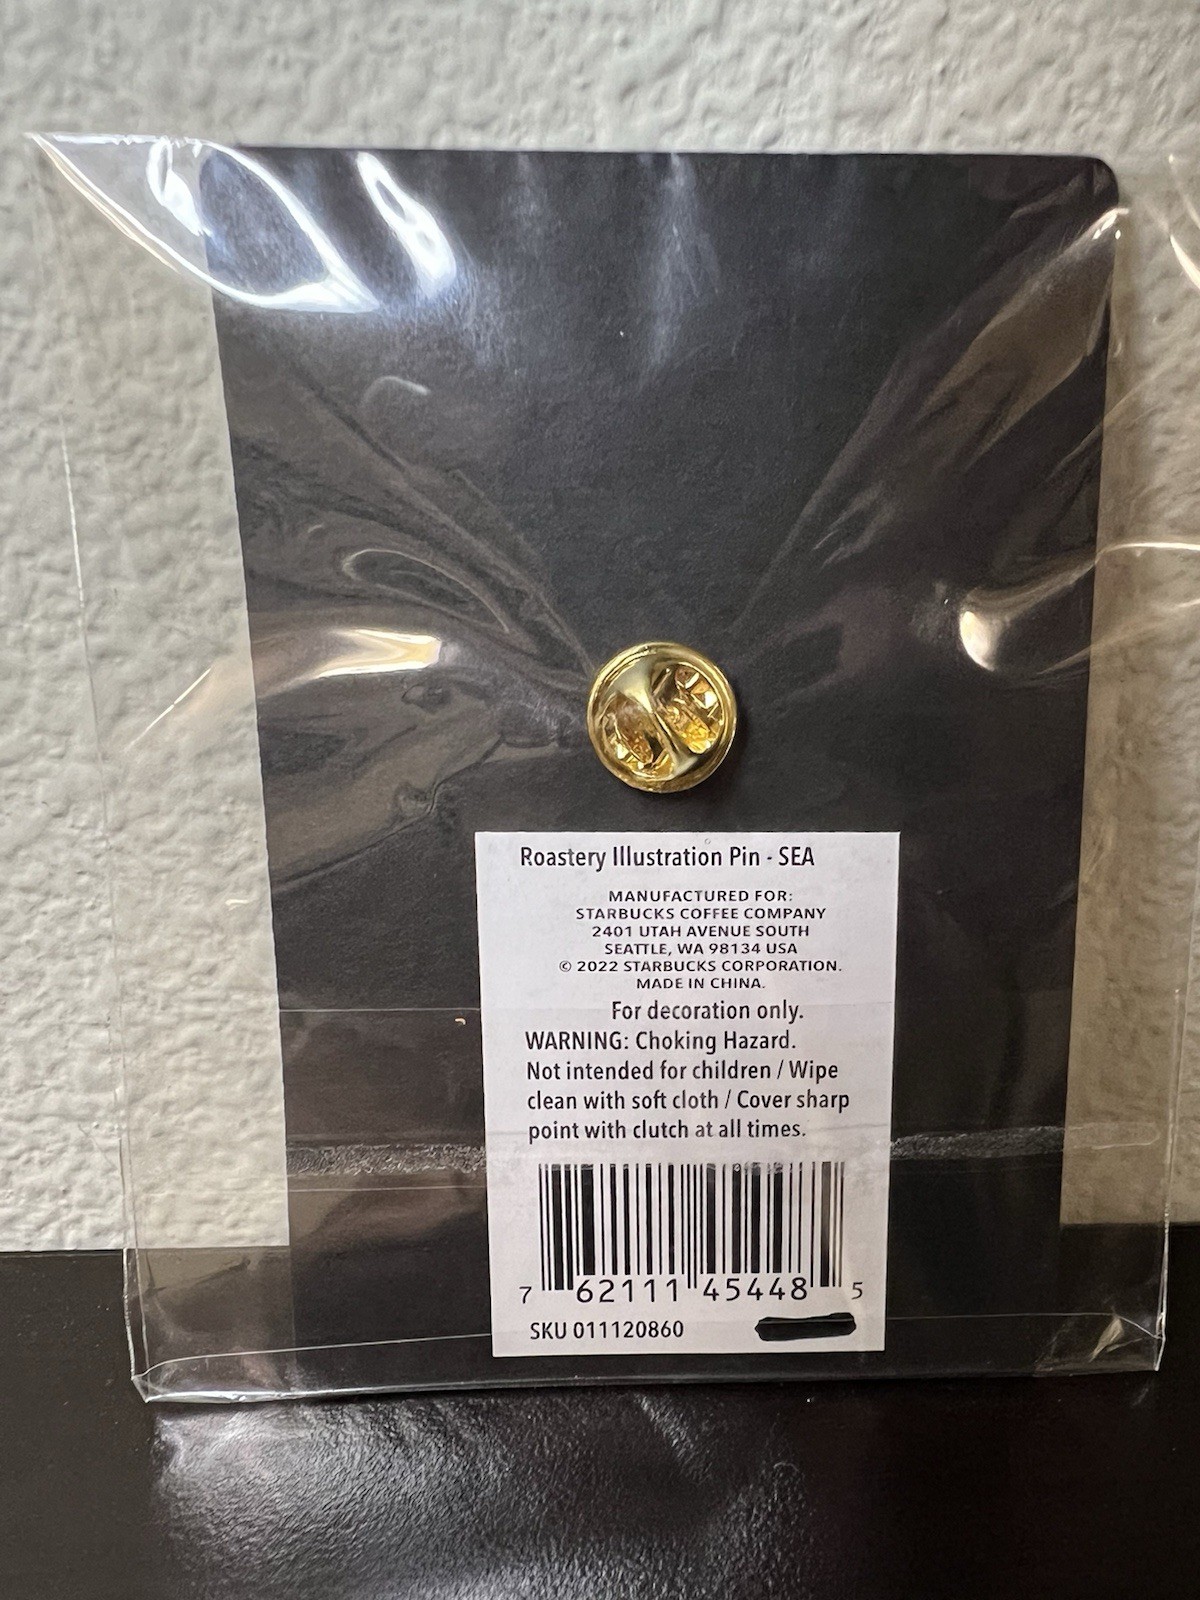 Roastery Illustration Pin - SEA
MANUFACTURED FOR:
STARBUCKS COFFEE COMPANY
2401 UTAH AVENUE SOUTH
SEATTLE, WA 98134 USA
© 2022 STARBUCKS CORPORATION.
MADE IN CHINA.
For decoration only.
WARNING: Choking Hazard.
Not intended for children / Wipe
clean with soft cloth / Cover sharp
point with clutch at all times.
7 62111 45448 5
SKU 011120860